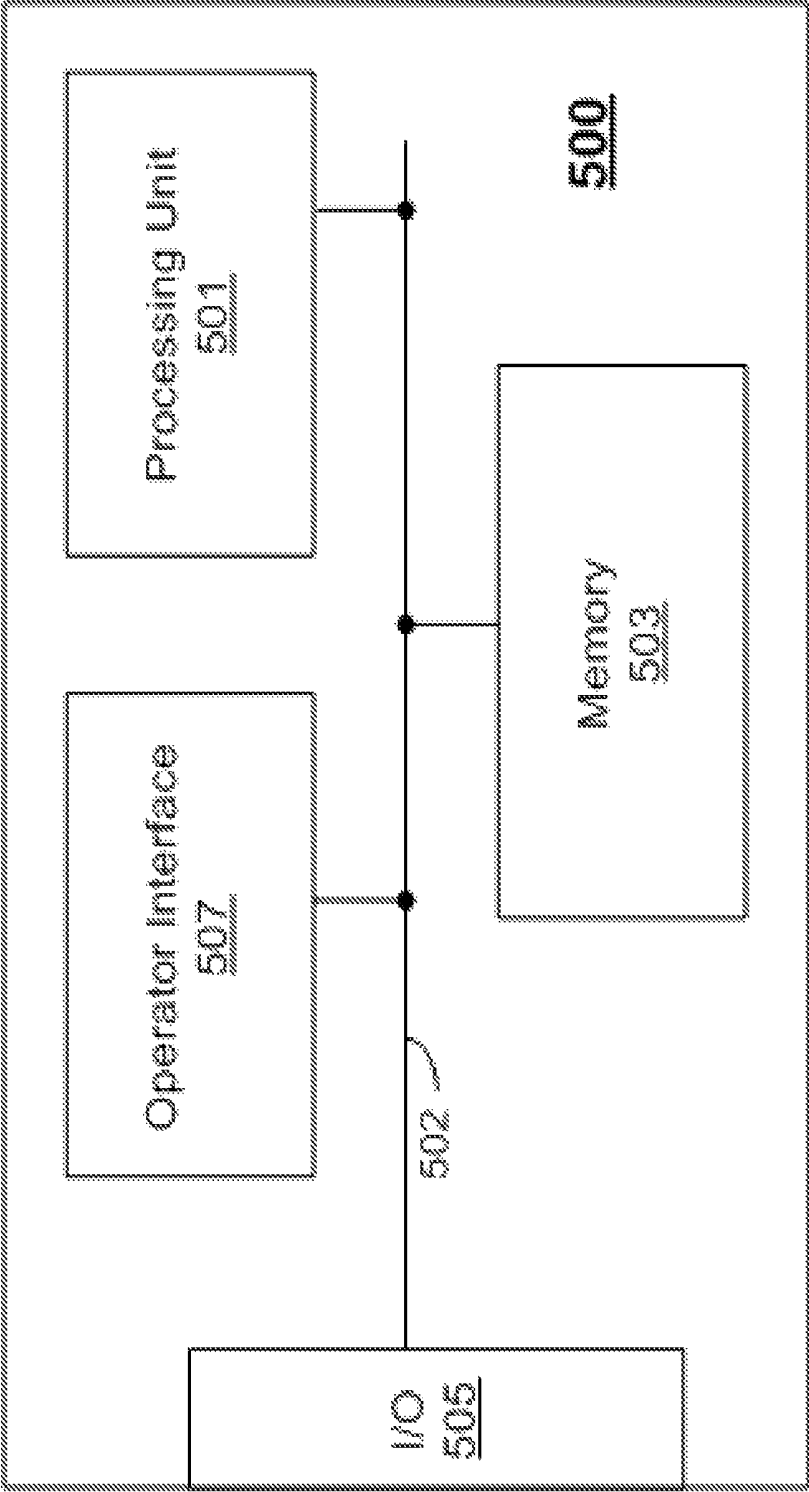 Operator Interface
507
Processing Unit
501
I/O
505
502
Memory
503
500